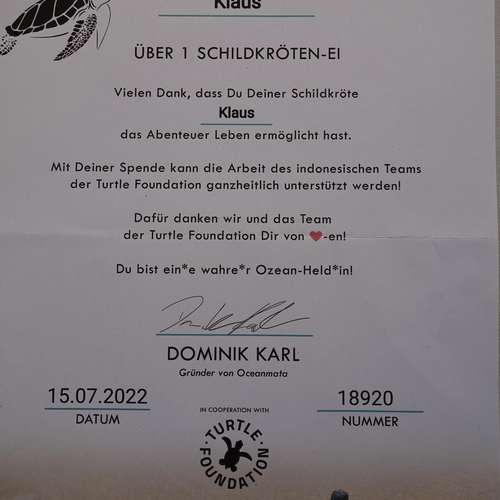 Klaus
ÜBER 1 SCHILDKRÖTEN-EI
Vielen Dank, dass Du Deiner Schildkröte
Klaus
das Abenteuer Leben ermöglicht hast.
Mit Deiner Spende kann die Arbeit des indonesischen Teams
der Turtle Foundation ganzheitlich unterstützt werden!
Dafür danken wir und das Team
der Turtle Foundation Dir von ❤-en!
Du bist ein*e wahre*r Ozean-Held*in!
DOMINIK KARL
Gründer von Oceanmata
15.07.2022
DATUM
IN COOPERATION WITH
TURTLE
FOUNDATION
18920
NUMMER